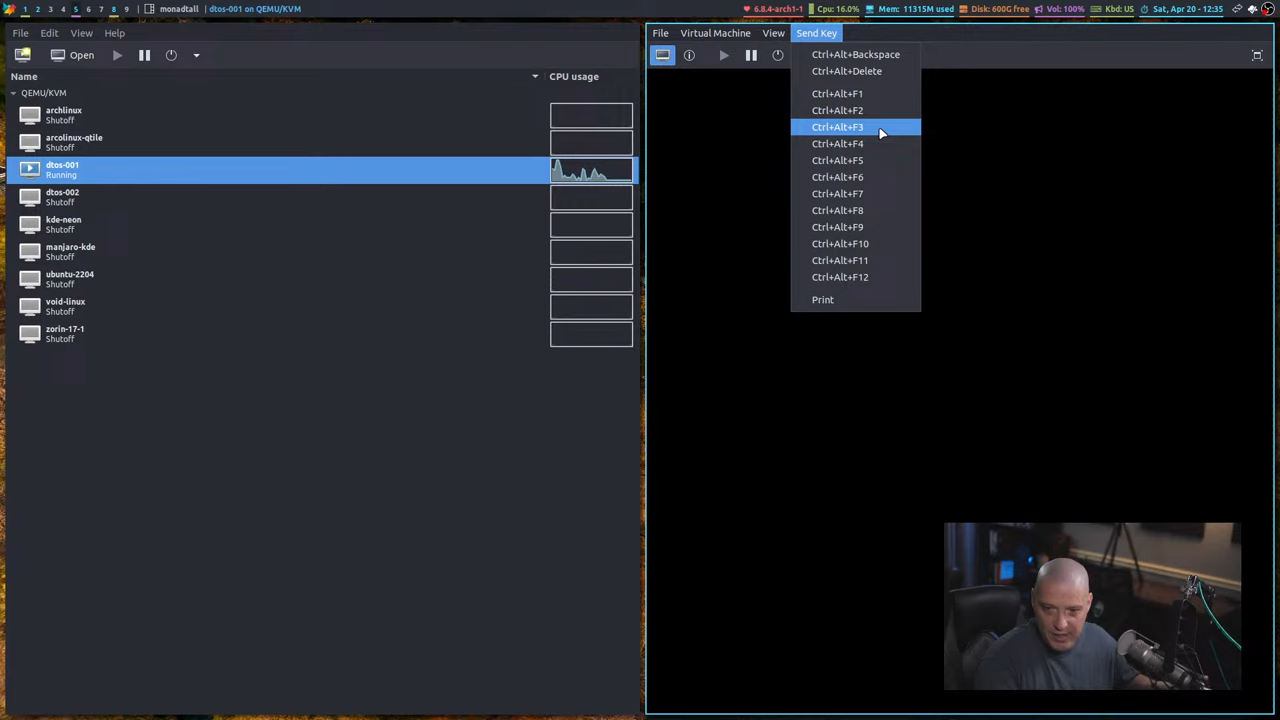 1 2 3 4 5 6 7 8 9 monadtall dtos-001 on QEMU/KVM 6.8.4-arch1-1 Cpu: 16.0% Mem: 11315M used Disk: 600G free Vol: 100% Kbd: US Sat, Apr 20 - 12:35
File Edit View Help
Open
Name CPU usage
QEMU/KVM
archlinux
Shutoff
arcolinux-qtile
Shutoff
dtos-001
Running
dtos-002
Shutoff
kde-neon
Shutoff
manjaro-kde
Shutoff
ubuntu-2204
Shutoff
void-linux
Shutoff
zorin-17-1
Shutoff
File Virtual Machine View Send Key
Ctrl+Alt+Backspace
Ctrl+Alt+Delete
Ctrl+Alt+F1
Ctrl+Alt+F2
Ctrl+Alt+F3
Ctrl+Alt+F4
Ctrl+Alt+F5
Ctrl+Alt+F6
Ctrl+Alt+F7
Ctrl+Alt+F8
Ctrl+Alt+F9
Ctrl+Alt+F10
Ctrl+Alt+F11
Ctrl+Alt+F12
Print